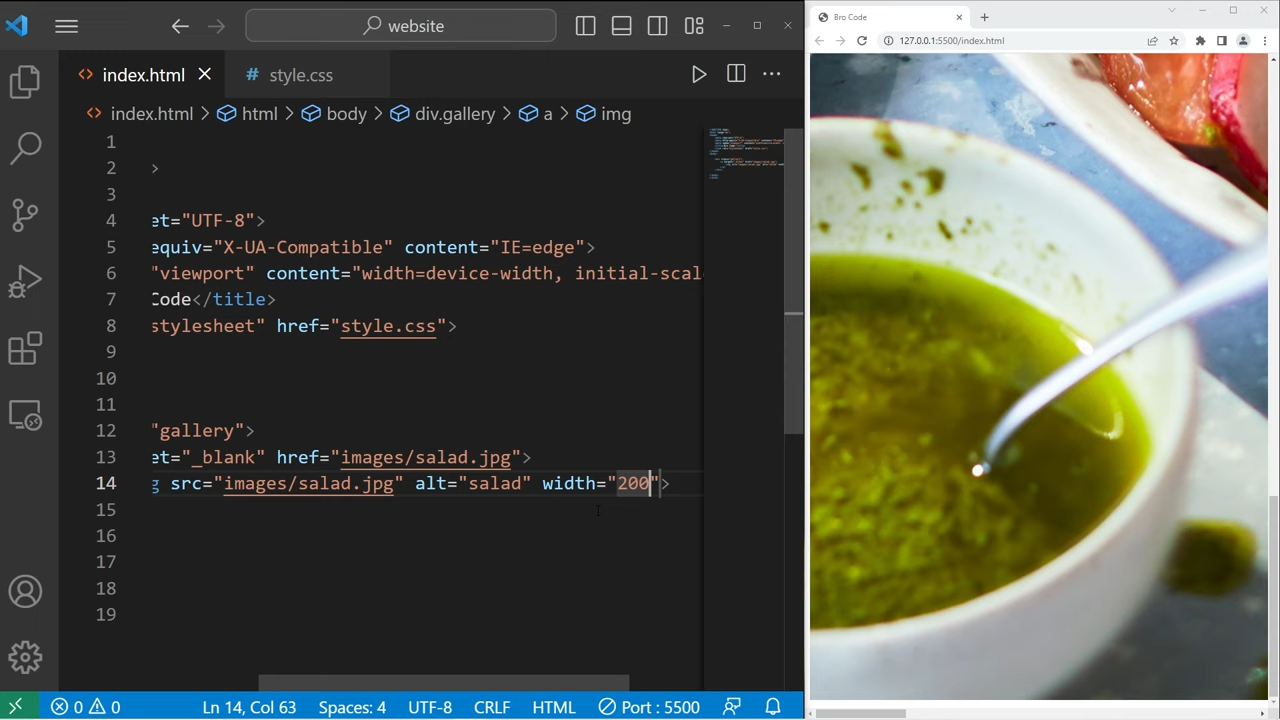 website
Bro Code
127.0.0.1:5500/index.html
index.html
# style.css
index.html > html > body > div.gallery > a > img
1
2 >
3
4 et="UTF-8">
5 equiv="X-UA-Compatible" content="IE=edge">
6 "viewport" content="width=device-width, initial-scal
7 Code</title>
8 stylesheet" href="style.css">
9
10
11
12 "gallery">
13 et="_blank" href="images/salad.jpg">
14 g src="images/salad.jpg" alt="salad" width="200">
15
16
17
18
19
0 0 Ln 14, Col 63 Spaces: 4 UTF-8 CRLF HTML Port : 5500